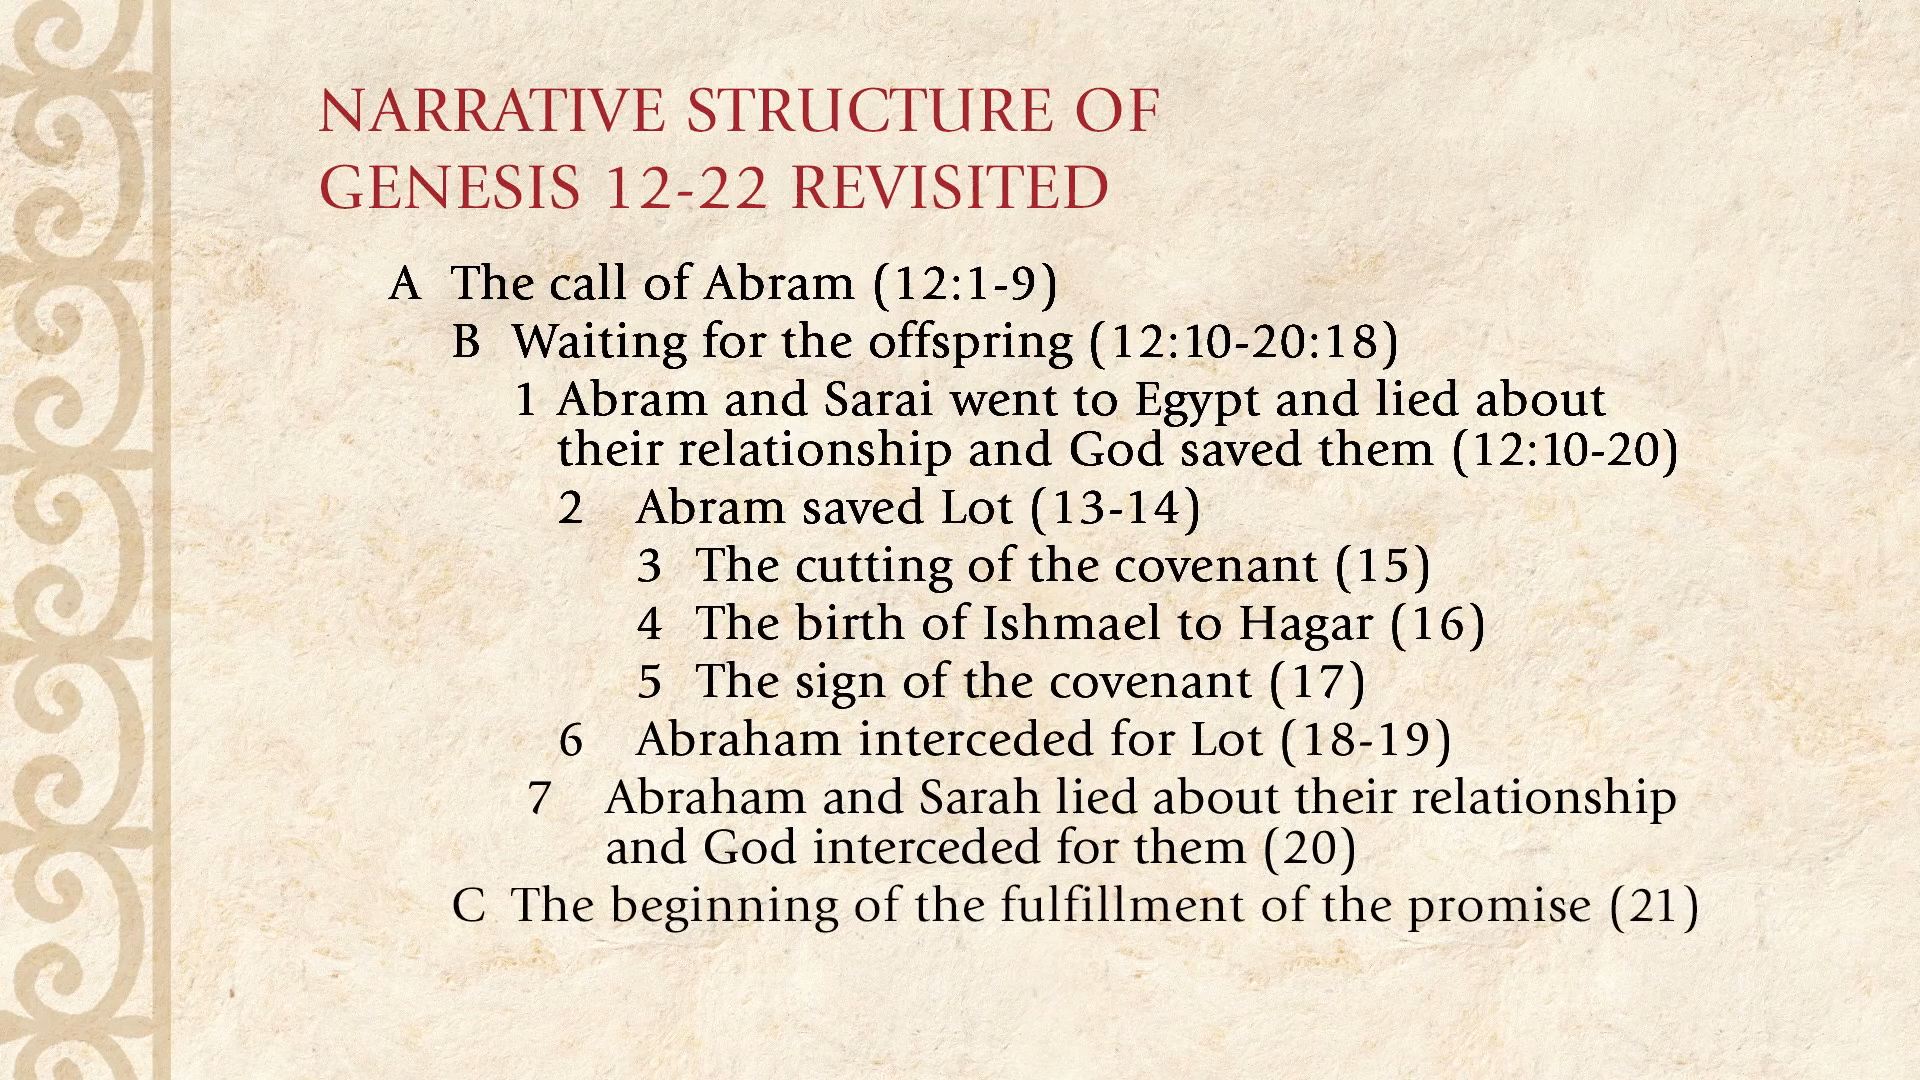 NARRATIVE STRUCTURE OF
GENESIS 12-22 REVISITED
A The call of Abram (12:1-9)
B Waiting for the offspring (12:10-20:18)
1 Abram and Sarai went to Egypt and lied about
their relationship and God saved them (12:10-20)
2 Abram saved Lot (13-14)
3 The cutting of the covenant (15)
4 The birth of Ishmael to Hagar (16)
5 The sign of the covenant (17)
6 Abraham interceded for Lot (18-19)
7 Abraham and Sarah lied about their relationship
and God interceded for them (20)
C The beginning of the fulfillment of the promise (21)